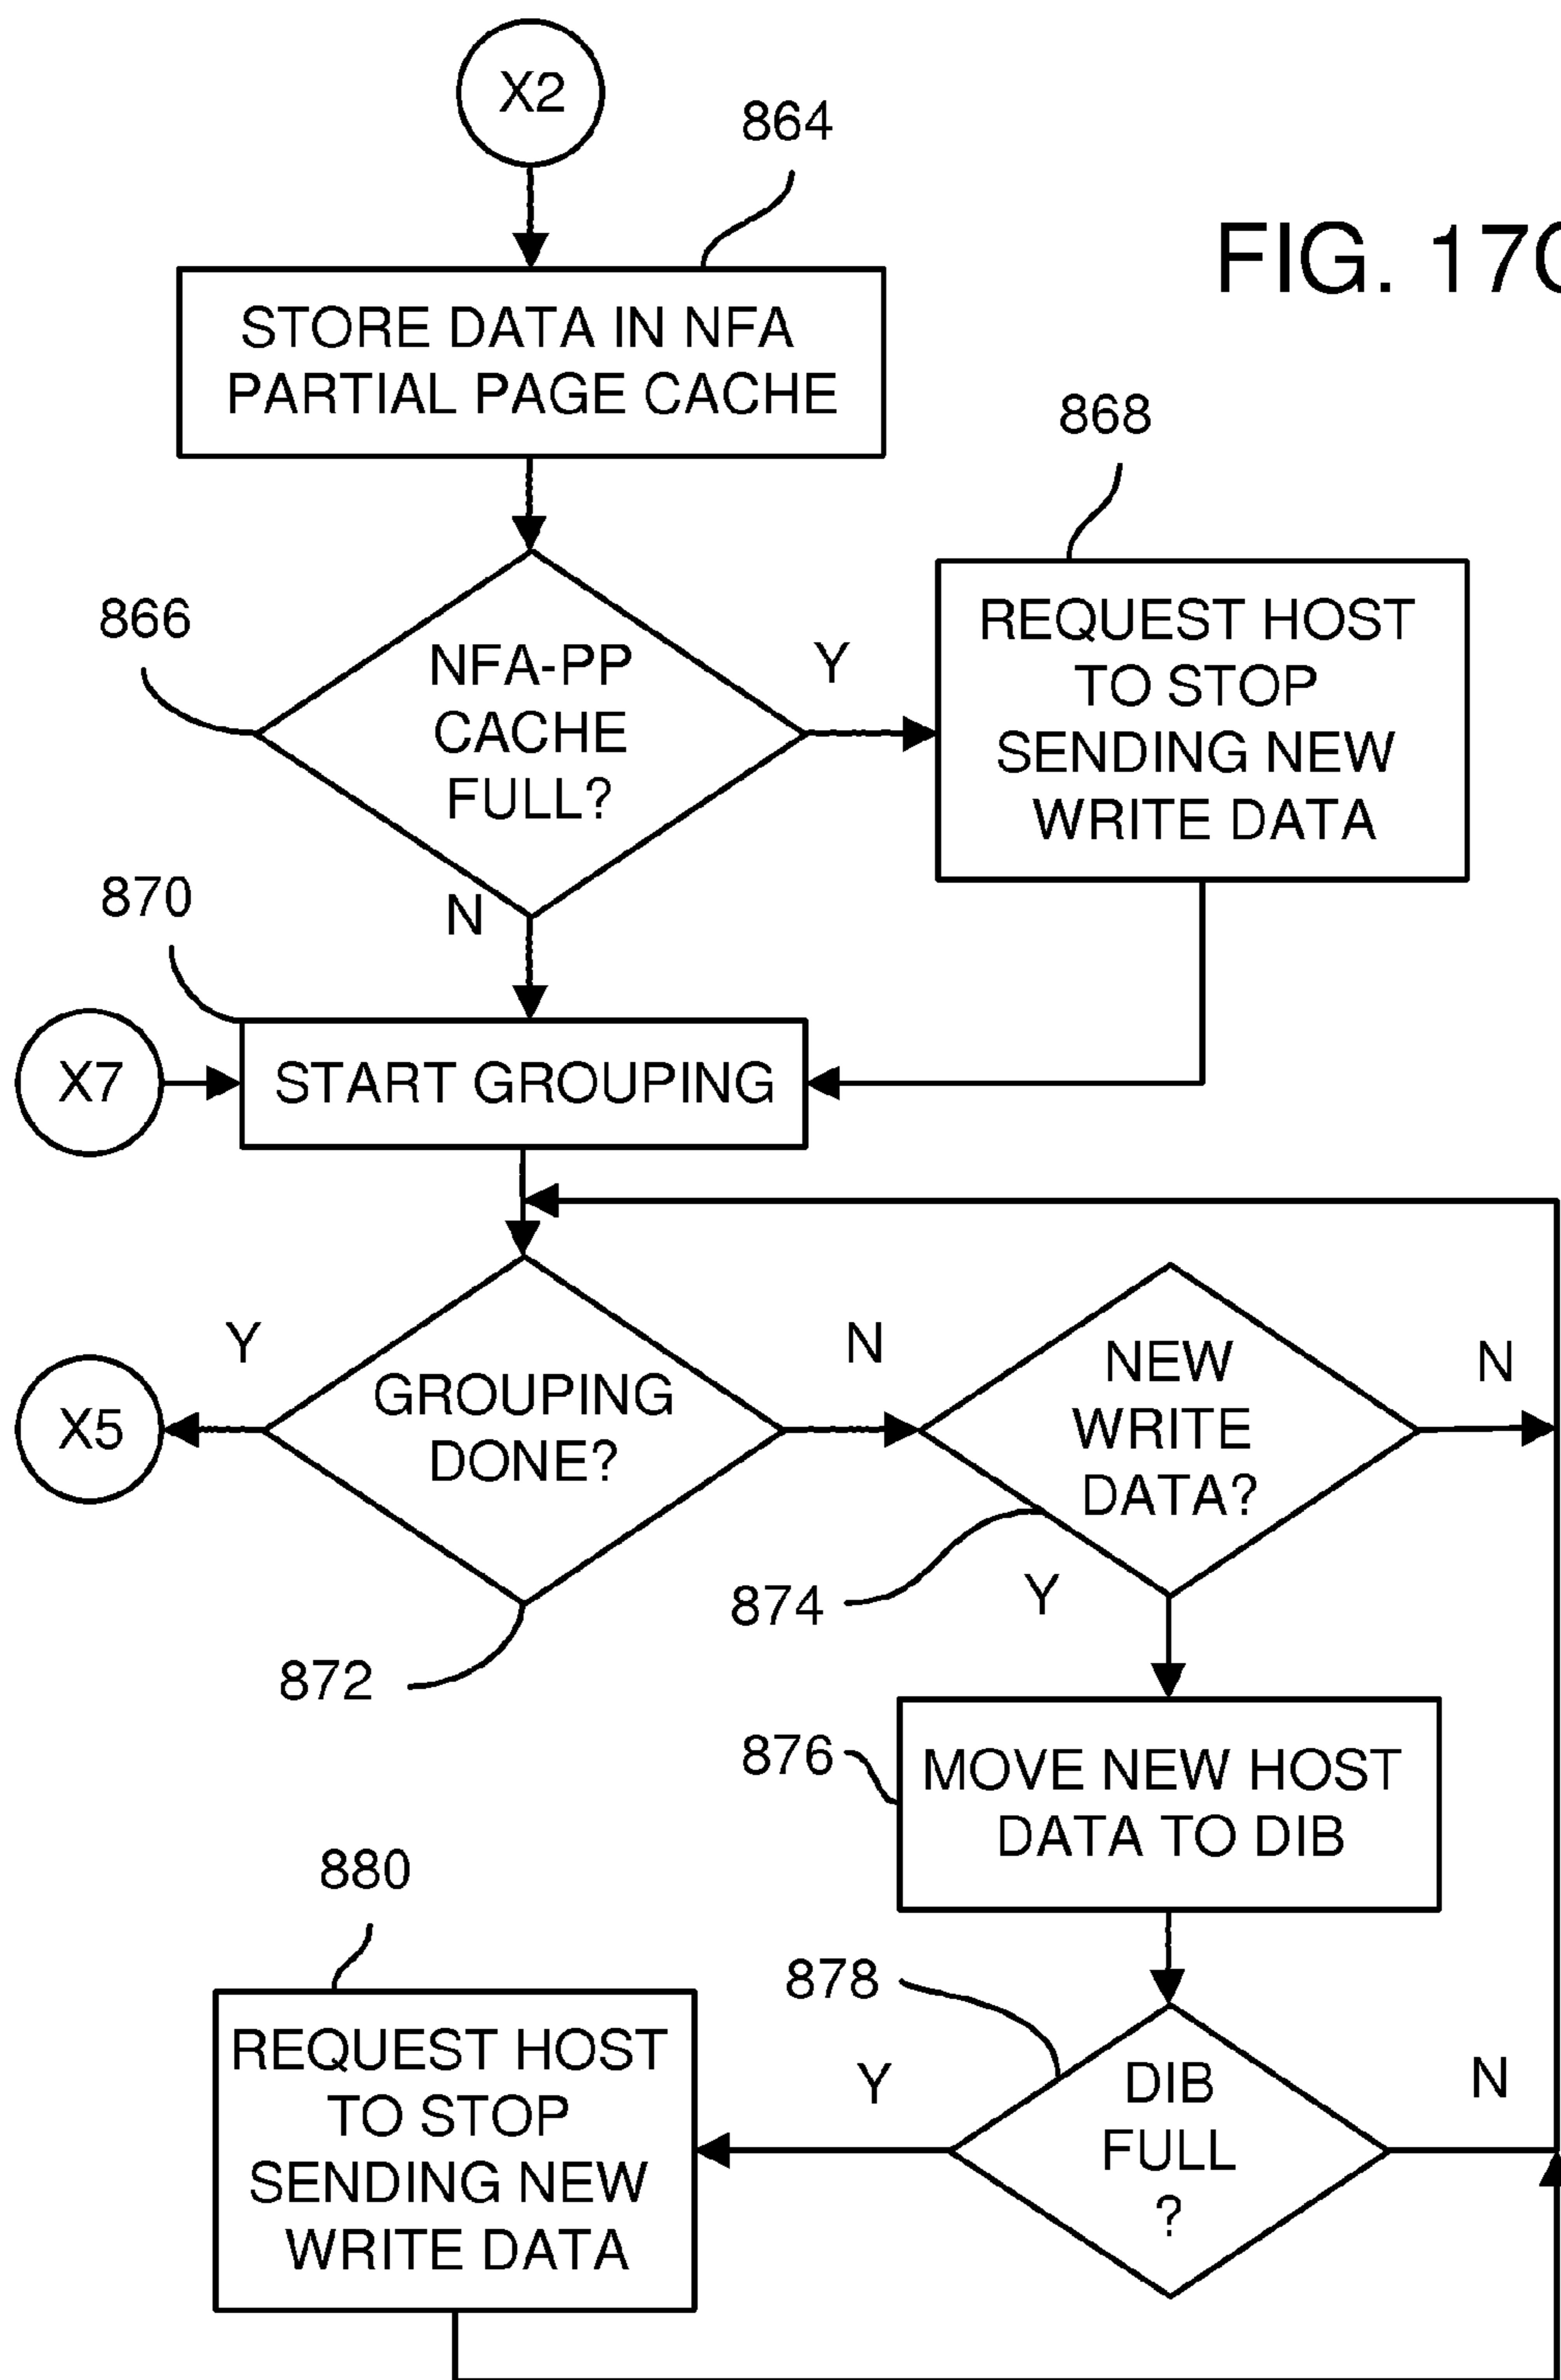 X2
864
FIG. 17
STORE DATA IN NFA
PARTIAL PAGE CACHE
868
866
NFA-PP
CACHE
FULL?
Y
REQUEST HOST
TO STOP
SENDING NEW
WRITE DATA
N
870
X7
START GROUPING
Y
X5
GROUPING
DONE?
N
NEW
WRITE
DATA?
N
874
Y
872
876
MOVE NEW HOST
DATA TO DIB
880
878
REQUEST HOST
TO STOP
SENDING NEW
WRITE DATA
Y
DIB
FULL
?
N